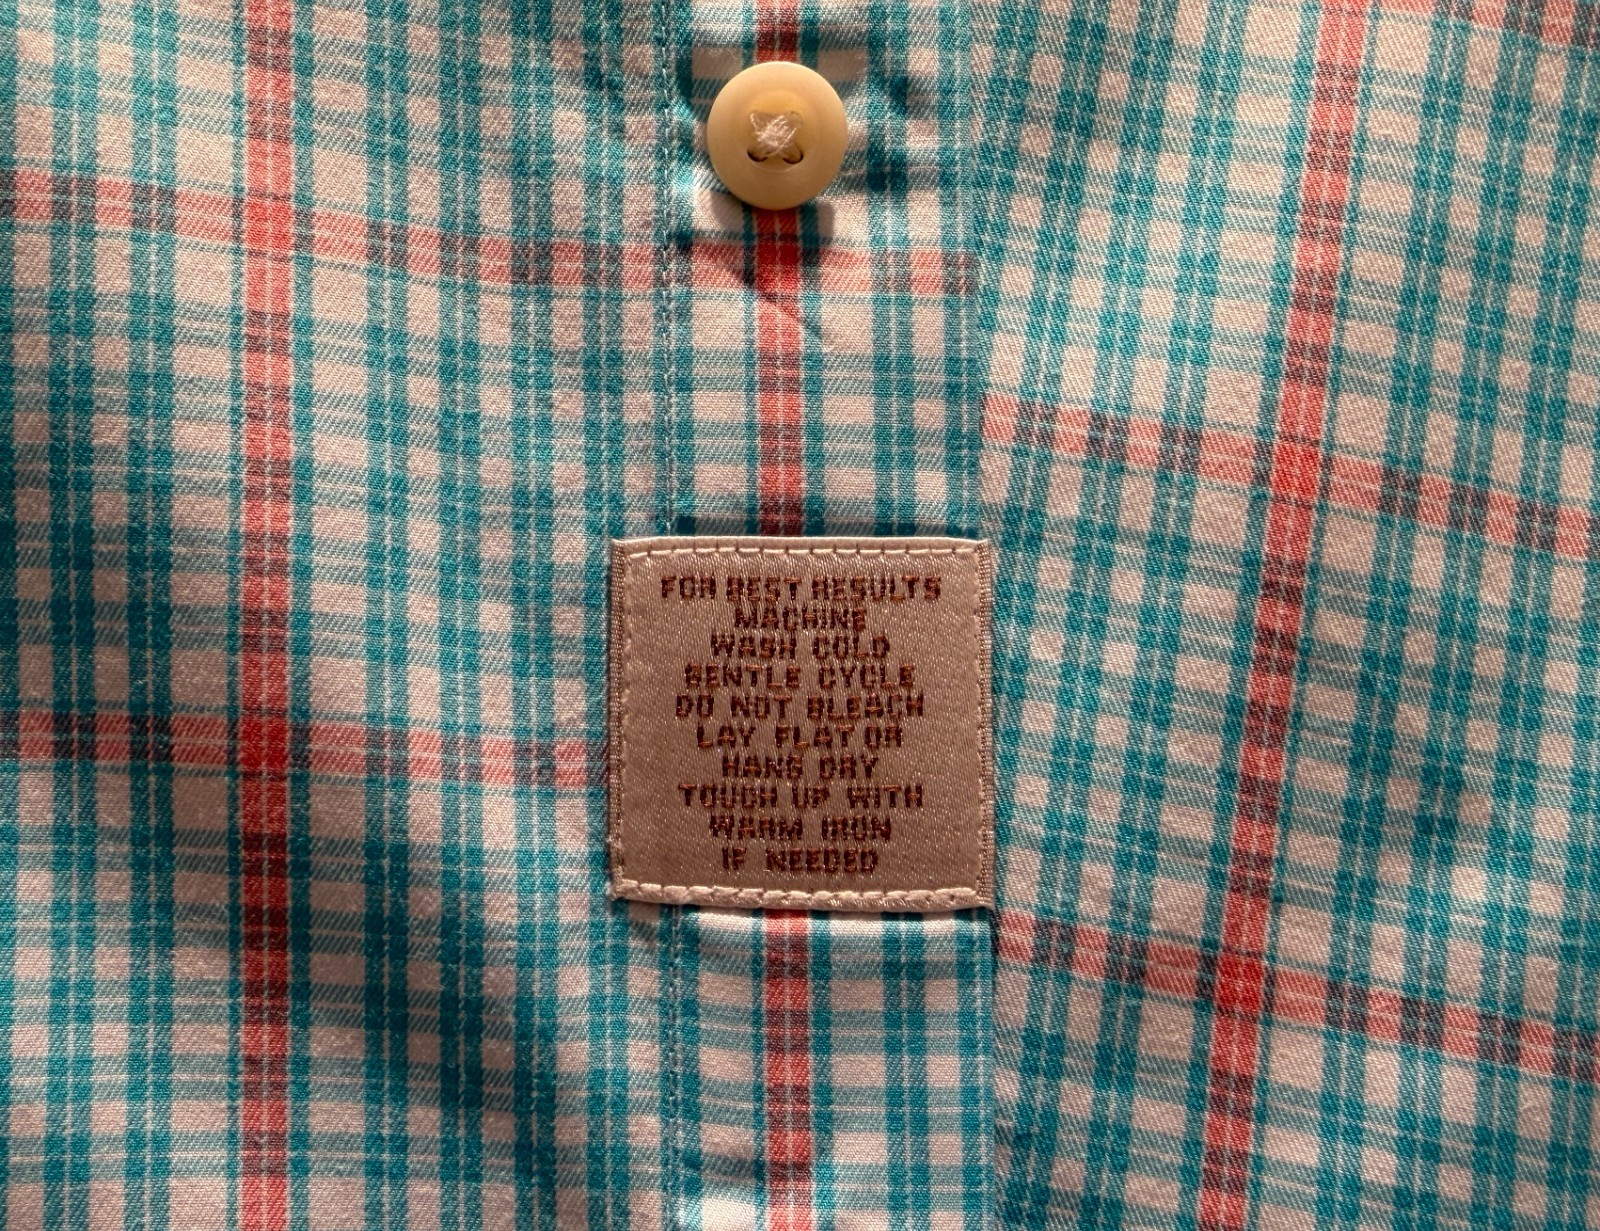 FOR BEST RESULTS
MACHINE
WASH COLD
GENTLE CYCLE
DO NOT BLEACH
LAY FLAT OR
HANG DRY
TOUCH UP WITH
WARM IRON
IF NEEDED